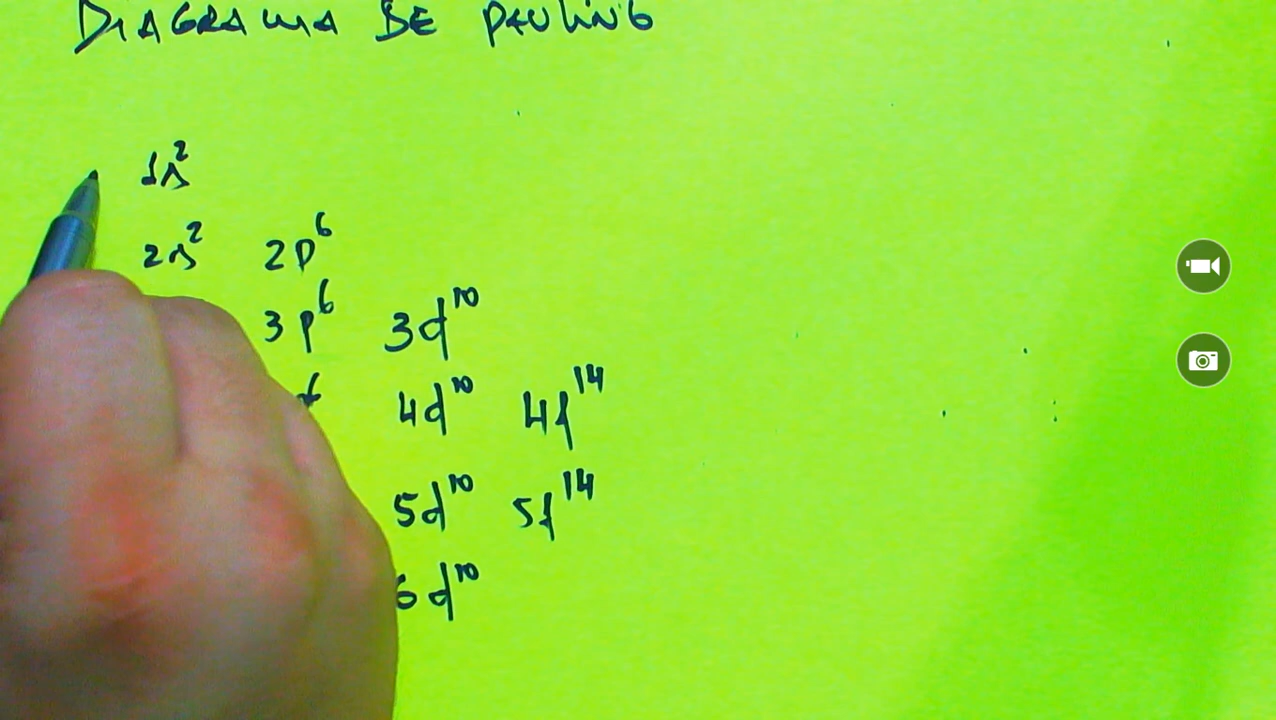 DIAGRAMA DE PAULING
1s²
2s² 2p⁶
3p⁶ 3d¹⁰
4d¹⁰ 4f¹⁴
5d¹⁰ 5f¹⁴
6d¹⁰